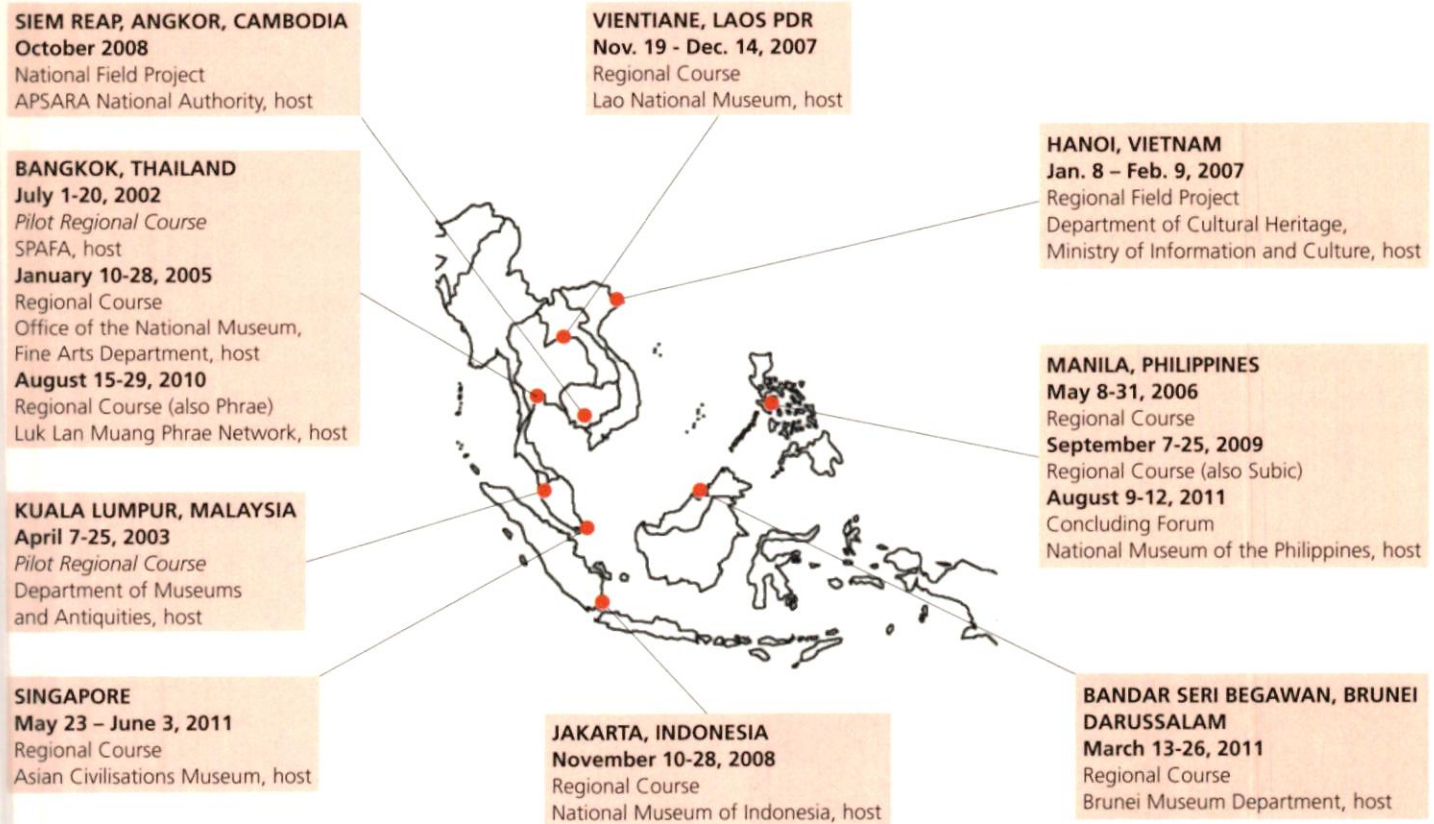 SIEM REAP, ANGKOR, CAMBODIA
October 2008
National Field Project
APSARA National Authority, host
VIENTIANE, LAOS PDR
Nov. 19 - Dec. 14, 2007
Regional Course
Lao National Museum, host
HANOI, VIETNAM
Jan. 8 – Feb. 9, 2007
Regional Field Project
Department of Cultural Heritage,
Ministry of Information and Culture, host
BANGKOK, THAILAND
July 1-20, 2002
Pilot Regional Course
SPAFA, host
January 10-28, 2005
Regional Course
Office of the National Museum,
Fine Arts Department, host
August 15-29, 2010
Regional Course (also Phrae)
Luk Lan Muang Phrae Network, host
MANILA, PHILIPPINES
May 8-31, 2006
Regional Course
September 7-25, 2009
Regional Course (also Subic)
August 9-12, 2011
Concluding Forum
National Museum of the Philippines, host
KUALA LUMPUR, MALAYSIA
April 7-25, 2003
Pilot Regional Course
Department of Museums
and Antiquities, host
SINGAPORE
May 23 – June 3, 2011
Regional Course
Asian Civilisations Museum, host
JAKARTA, INDONESIA
November 10-28, 2008
Regional Course
National Museum of Indonesia, host
BANDAR SERI BEGAWAN, BRUNEI
DARUSSALAM
March 13-26, 2011
Regional Course
Brunei Museum Department, host